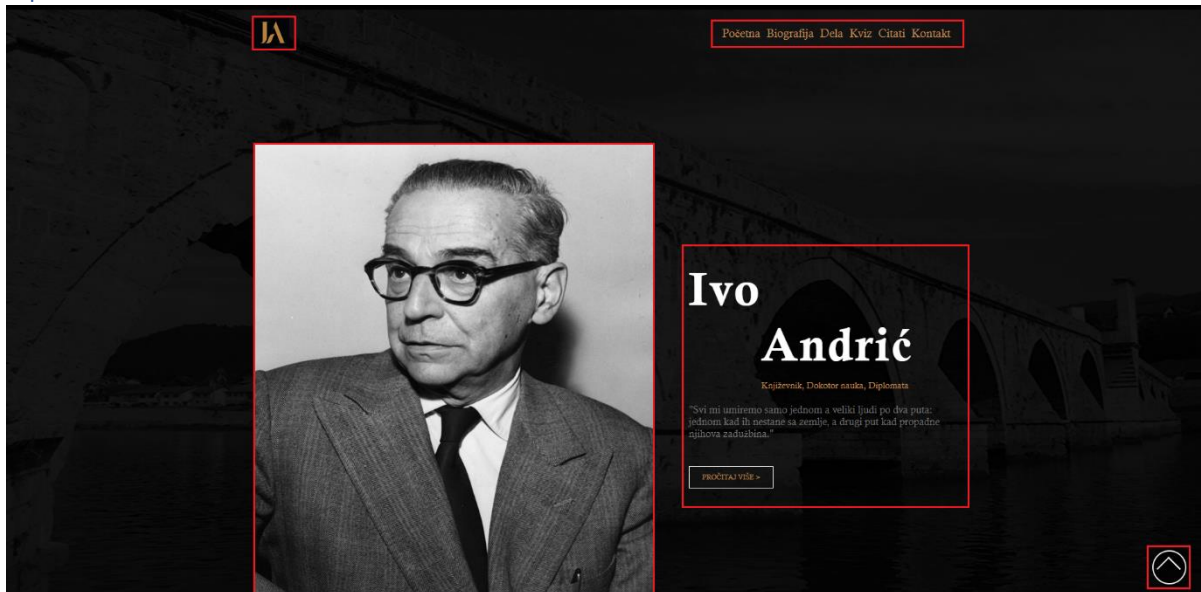 IA
Početna Biografija Dela Kviz Citati Kontakt
Ivo
Andrić
Književnik, Dokotor nauka, Diplomata
"Svi mi umiremo samo jednom a veliki ljudi po dva puta:
jednom kad ih nestane sa zemlje, a drugi put kad propadne
njihova zadužbina."
PROČITAJ VIŠE >